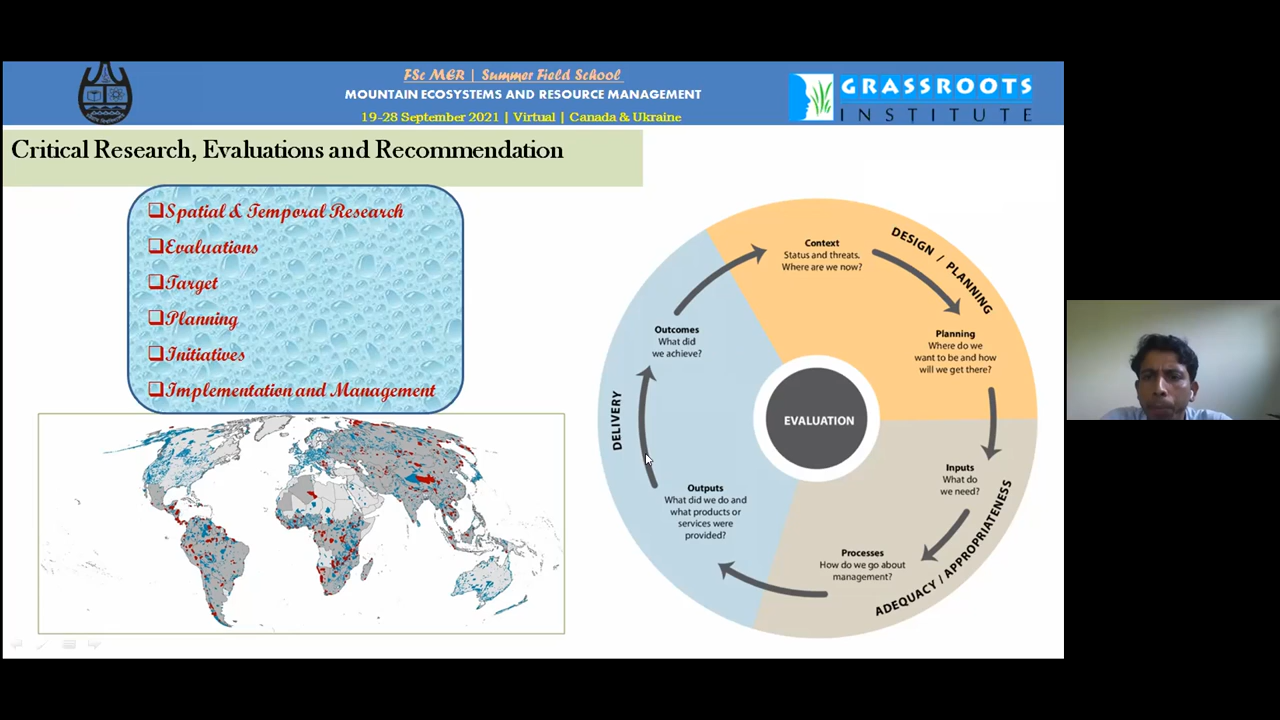 FSc MER | Summer Field School
MOUNTAIN ECOSYSTEMS AND RESOURCE MANAGEMENT
19-28 September 2021 | Virtual | Canada & Ukraine
GRASSROOTS
INSTITUTE
Critical Research, Evaluations and Recommendation
Spatial & Temporal Research
Evaluations
Target
Planning
Initiatives
Implementation and Management
DESIGN / PLANNING
Context
Status and threats.
Where are we now?
Planning
Where do we
want to be and how
will we get there?
ADEQUACY / APPROPRIATENESS
Inputs
What do
we need?
Processes
How do we go about
management?
DELIVERY
Outputs
What did we do and
what products or
services were
provided?
Outcomes
What did
we achieve?
EVALUATION